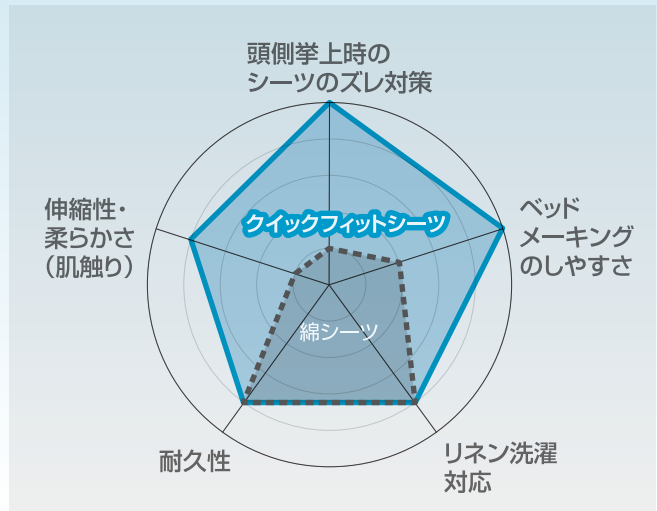 頭側挙上時の
シーツのズレ対策
伸縮性・
柔らかさ
（肌触り）
クイックフィットシーツ
ベッド
メーキング
のしやすさ
綿シーツ
耐久性
リネン洗濯
対応